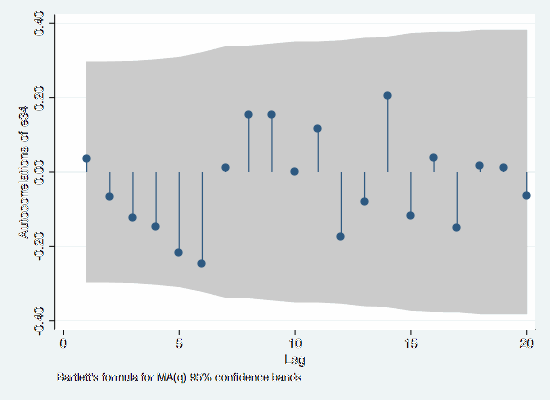 0.40
0.20
0.00
-0.20
-0.40
Autocorrelations of e34
0 5 10 15 20
Lag
Bartlett's formula for MA(q) 95% confidence bands